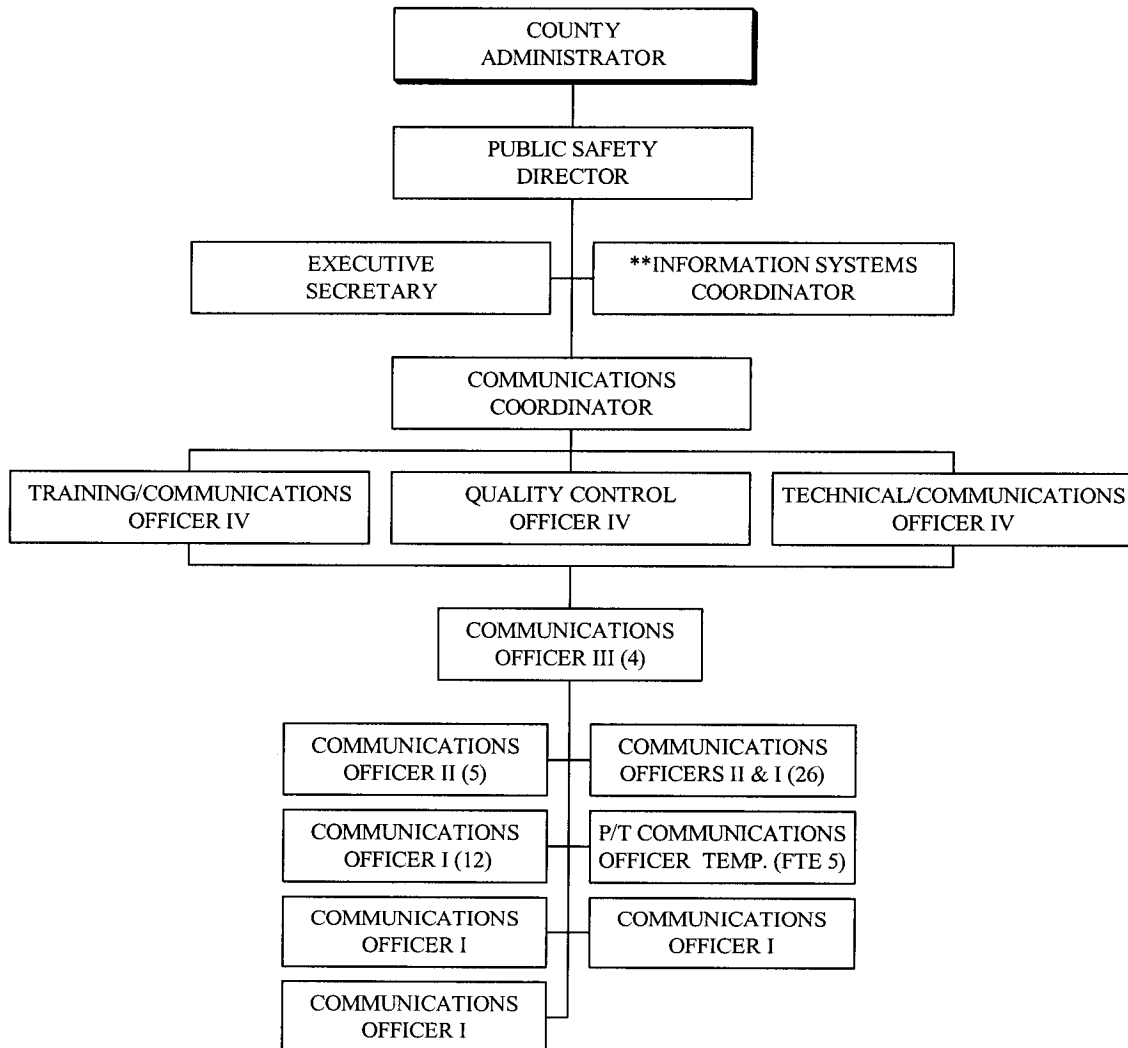 COUNTY
ADMINISTRATOR
PUBLIC SAFETY
DIRECTOR
EXECUTIVE
SECRETARY
**INFORMATION SYSTEMS
COORDINATOR
COMMUNICATIONS
COORDINATOR
TRAINING/COMMUNICATIONS
OFFICER IV
QUALITY CONTROL
OFFICER IV
TECHNICAL/COMMUNICATIONS
OFFICER IV
COMMUNICATIONS
OFFICER III (4)
COMMUNICATIONS
OFFICER II (5)
COMMUNICATIONS
OFFICERS II & I (26)
COMMUNICATIONS
OFFICER I (12)
P/T COMMUNICATIONS
OFFICER TEMP. (FTE 5)
COMMUNICATIONS
OFFICER I
COMMUNICATIONS
OFFICER I
COMMUNICATIONS
OFFICER I